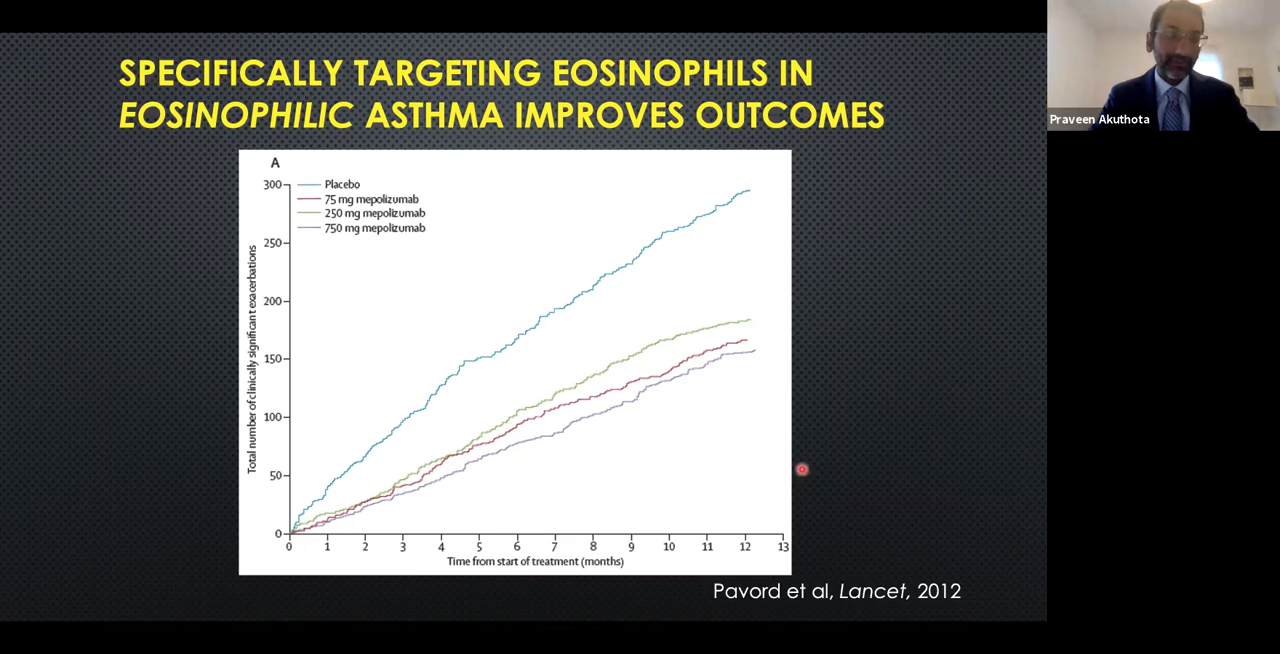 SPECIFICALLY TARGETING EOSINOPHILS IN
EOSINOPHILIC ASTHMA IMPROVES OUTCOMES
Praveen Akuthota
A
Placebo
75 mg mepolizumab
250 mg mepolizumab
750 mg mepolizumab
Total number of clinically significant exacerbations
300
250
200
150
100
50
0
0 1 2 3 4 5 6 7 8 9 10 11 12 13
Time from start of treatment (months)
Pavord et al, Lancet, 2012